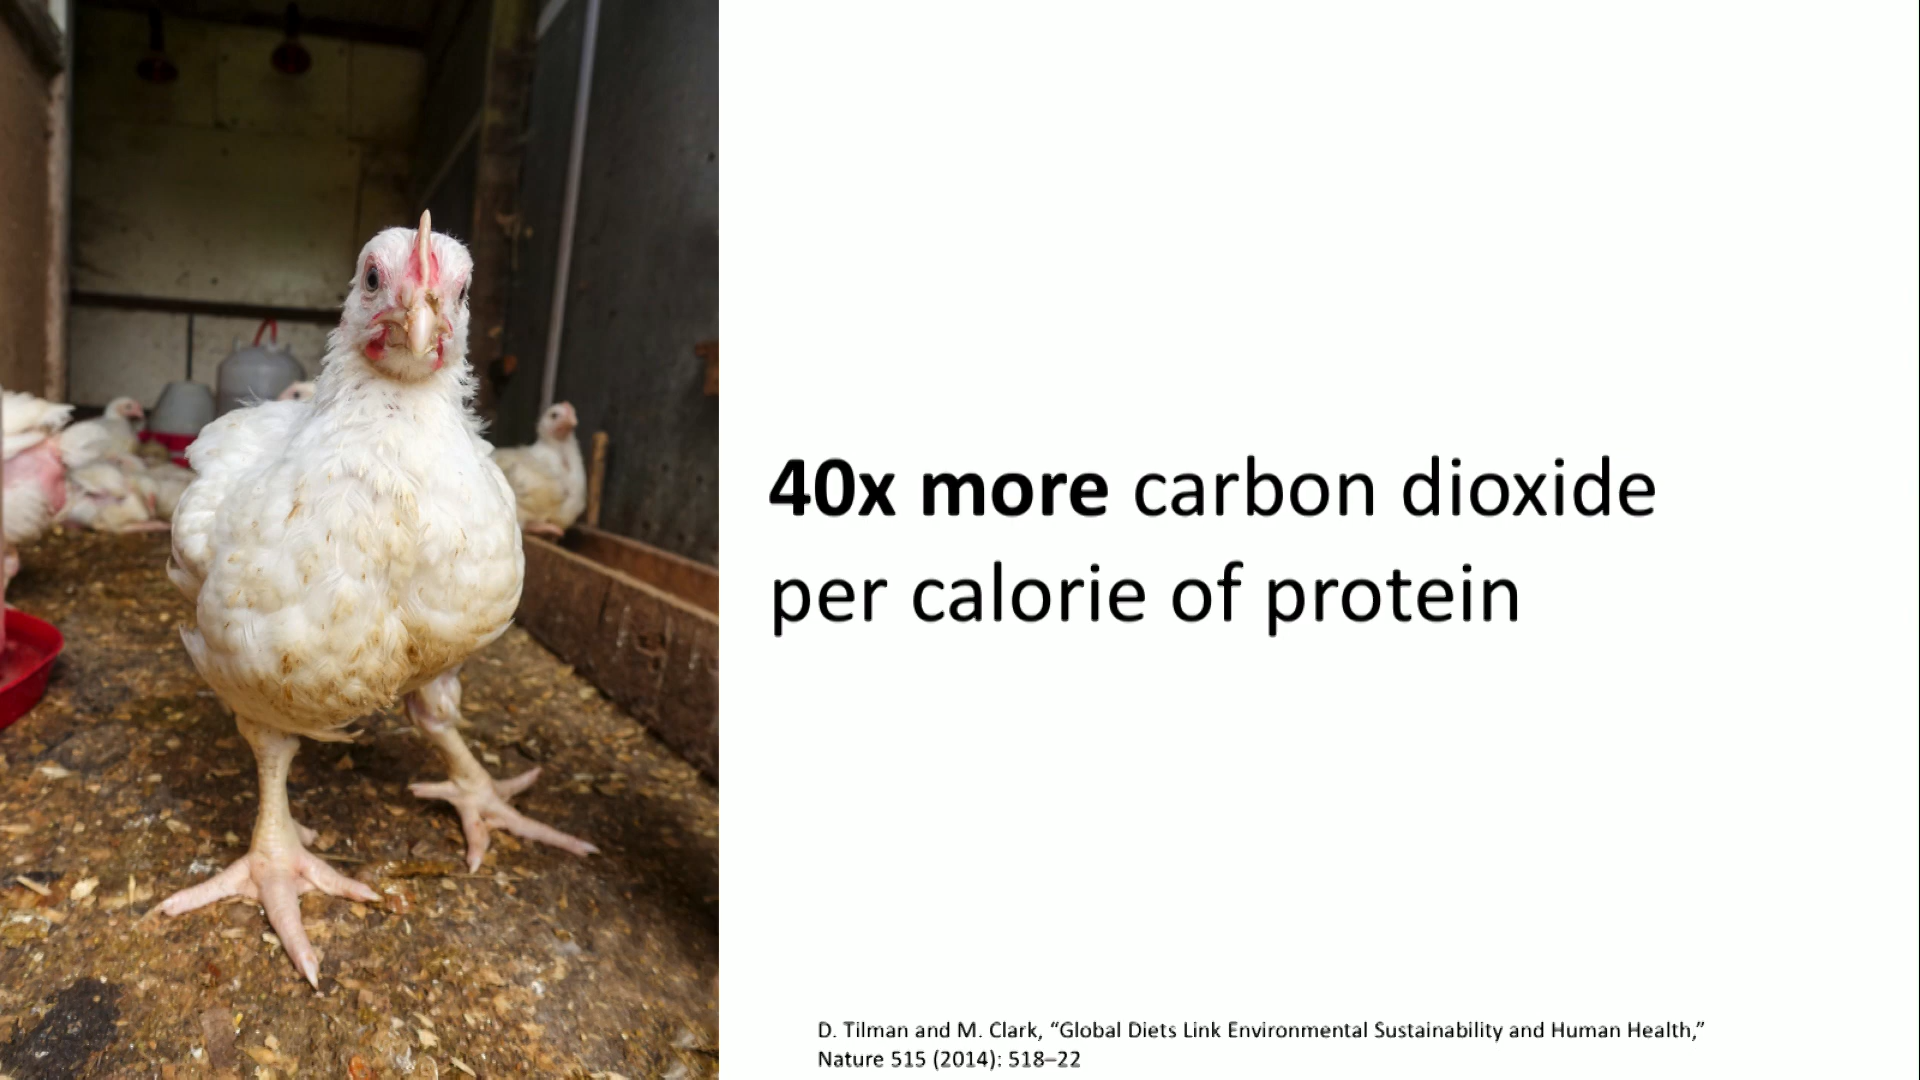 40x more carbon dioxide
per calorie of protein
D. Tilman and M. Clark, “Global Diets Link Environmental Sustainability and Human Health,”
Nature 515 (2014): 518–22